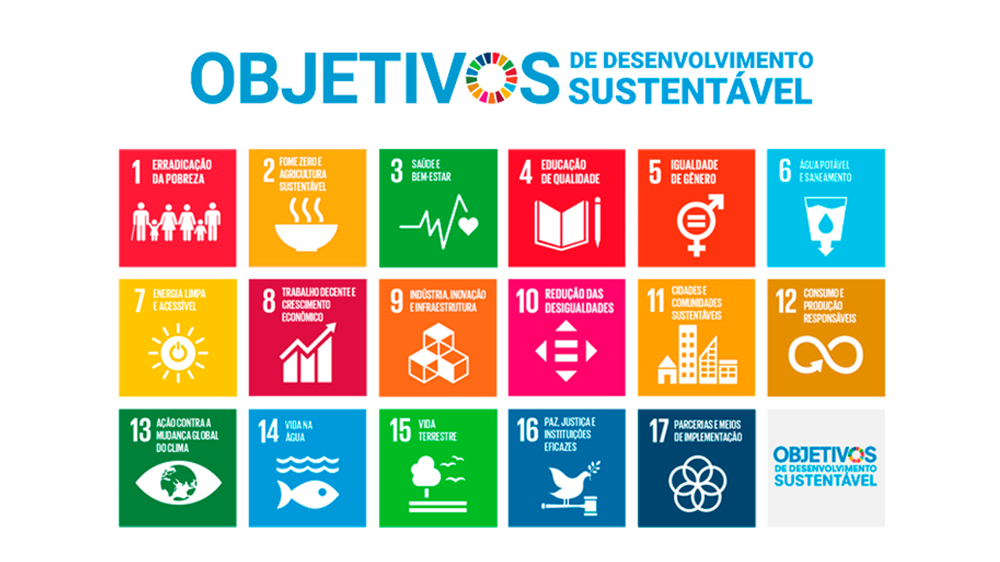 OBJETIVOS
DE DESENVOLVIMENTO
SUSTENTÁVEL
1 ERRADICAÇÃO
DA POBREZA
2 FOME ZERO E
AGRICULTURA
SUSTENTÁVEL
3 SAÚDE E
BEM-ESTAR
4 EDUCAÇÃO
DE QUALIDADE
5 IGUALDADE
DE GÊNERO
6 ÁGUA POTÁVEL
E SANEAMENTO
7 ENERGIA LIMPA
E ACESSÍVEL
8 TRABALHO DECENTE E
CRESCIMENTO
ECONÔMICO
9 INDÚSTRIA, INOVAÇÃO
E INFRAESTRUTURA
10 REDUÇÃO DAS
DESIGUALDADES
11 CIDADES E
COMUNIDADES
SUSTENTÁVEIS
12 CONSUMO E
PRODUÇÃO
RESPONSÁVEIS
13 AÇÃO CONTRA A
MUDANÇA GLOBAL
DO CLIMA
14 VIDA NA
ÁGUA
15 VIDA
TERRESTRE
16 PAZ, JUSTIÇA E
INSTITUIÇÕES
EFICAZES
17 PARCERIAS E MEIOS
DE IMPLEMENTAÇÃO
OBJETIVOS
DE DESENVOLVIMENTO
SUSTENTÁVEL